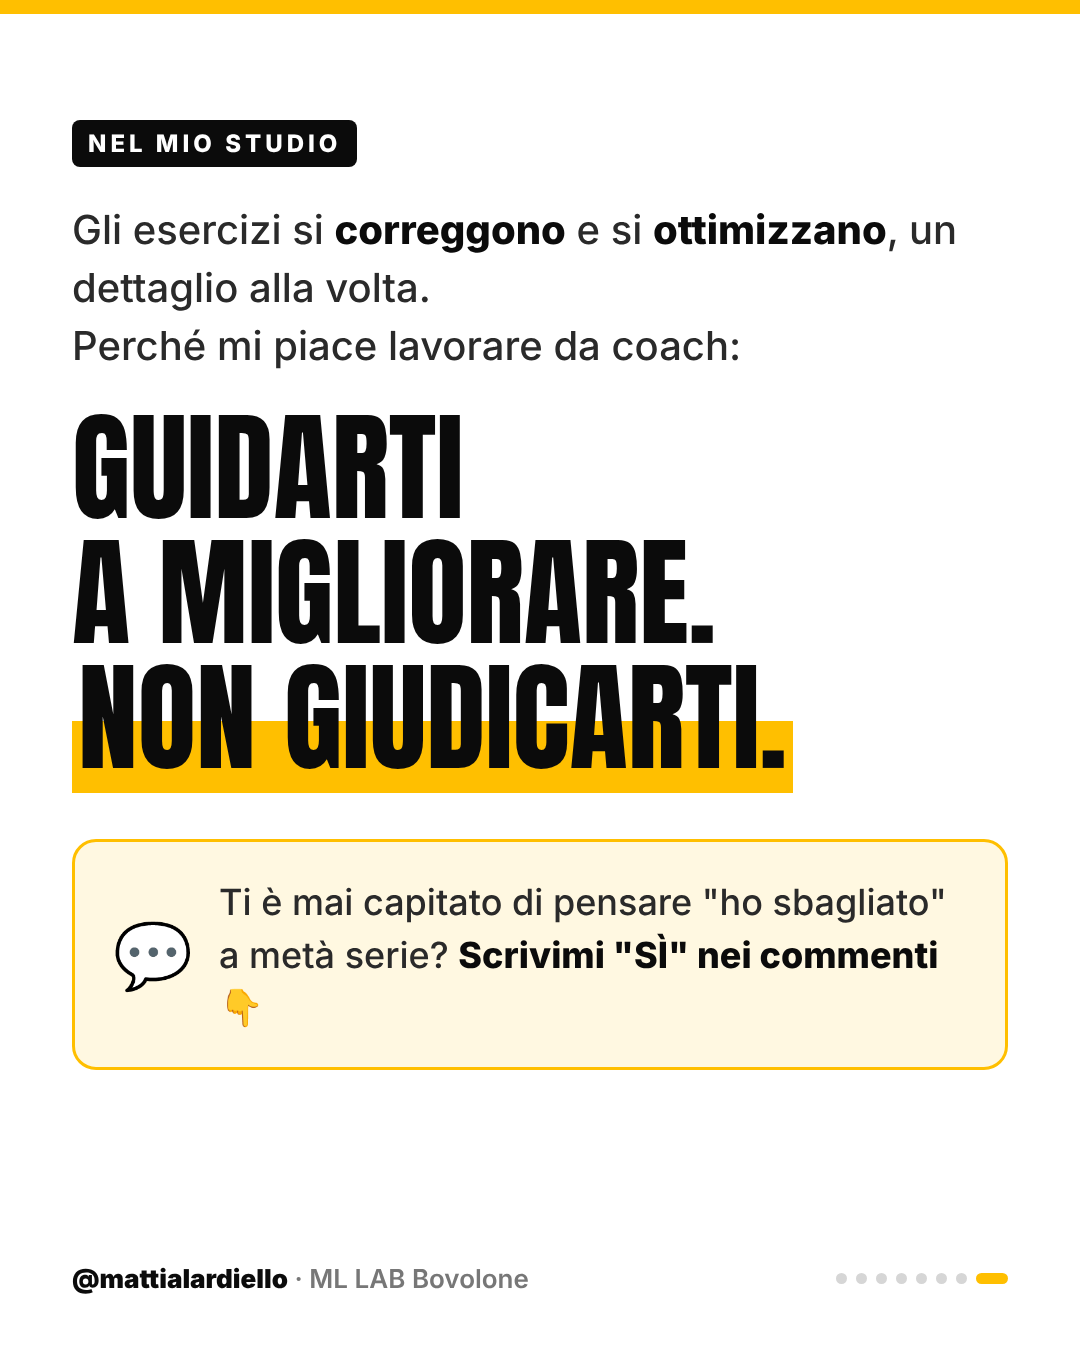 NEL MIO STUDIO
Gli esercizi si correggono e si ottimizzano, un
dettaglio alla volta.
Perché mi piace lavorare da coach:
GUIDARTI
A MIGLIORARE.
NON GIUDICARTI.
Ti è mai capitato di pensare "ho sbagliato"
a metà serie? Scrivimi "SÌ" nei commenti
👇
@mattialardiello · ML LAB Bovolone